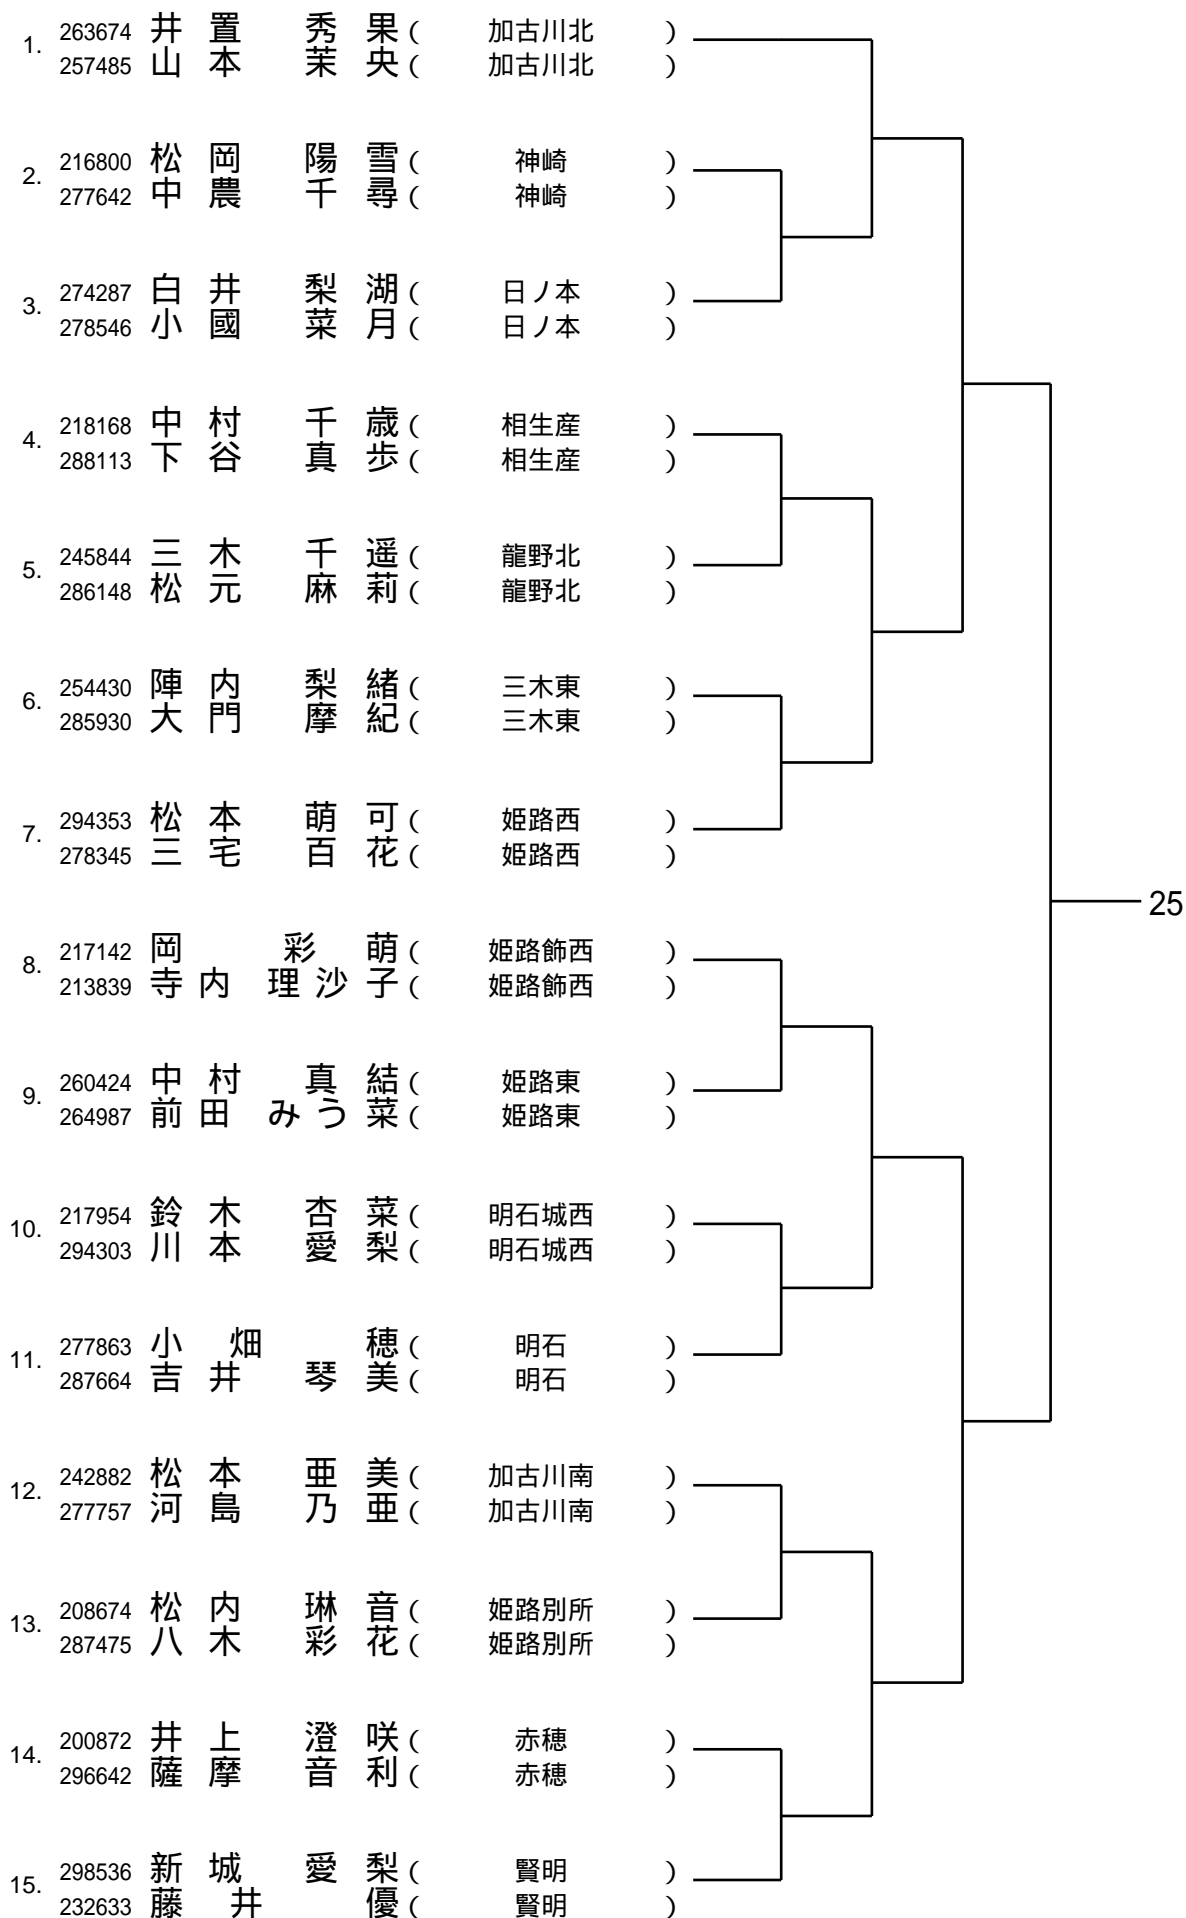 1. 263674 井置 秀果 ( 加古川北 )
257485 山本 茉央 ( 加古川北 )
2. 216800 松岡 陽雪 ( 神崎 )
277642 中農 千尋 ( 神崎 )
3. 274287 白井 梨湖 ( 日ノ本 )
278546 小國 菜月 ( 日ノ本 )
4. 218168 中村 千歳 ( 相生産 )
288113 下谷 真歩 ( 相生産 )
5. 245844 三木 千遥 ( 龍野北 )
286148 松元 麻莉 ( 龍野北 )
6. 254430 陣内 梨緒 ( 三木東 )
285930 大門 摩紀 ( 三木東 )
7. 294353 松本 萌可 ( 姫路西 )
278345 三宅 百花 ( 姫路西 )
25
8. 217142 岡 彩萌 ( 姫路飾西 )
213839 寺内 理沙子 ( 姫路飾西 )
9. 260424 中村 真結 ( 姫路東 )
264987 前田 みう菜 ( 姫路東 )
10. 217954 鈴木 杏菜 ( 明石城西 )
294303 川本 愛梨 ( 明石城西 )
11. 277863 小畑 穂 ( 明石 )
287664 吉井 琴美 ( 明石 )
12. 242882 松本 亜美 ( 加古川南 )
277757 河島 乃亜 ( 加古川南 )
13. 208674 松内 琳音 ( 姫路別所 )
287475 八木 彩花 ( 姫路別所 )
14. 200872 井上 澄咲 ( 赤穂 )
296642 薩摩 音利 ( 赤穂 )
15. 298536 新城 愛梨 ( 賢明 )
232633 藤井 優 ( 賢明 )